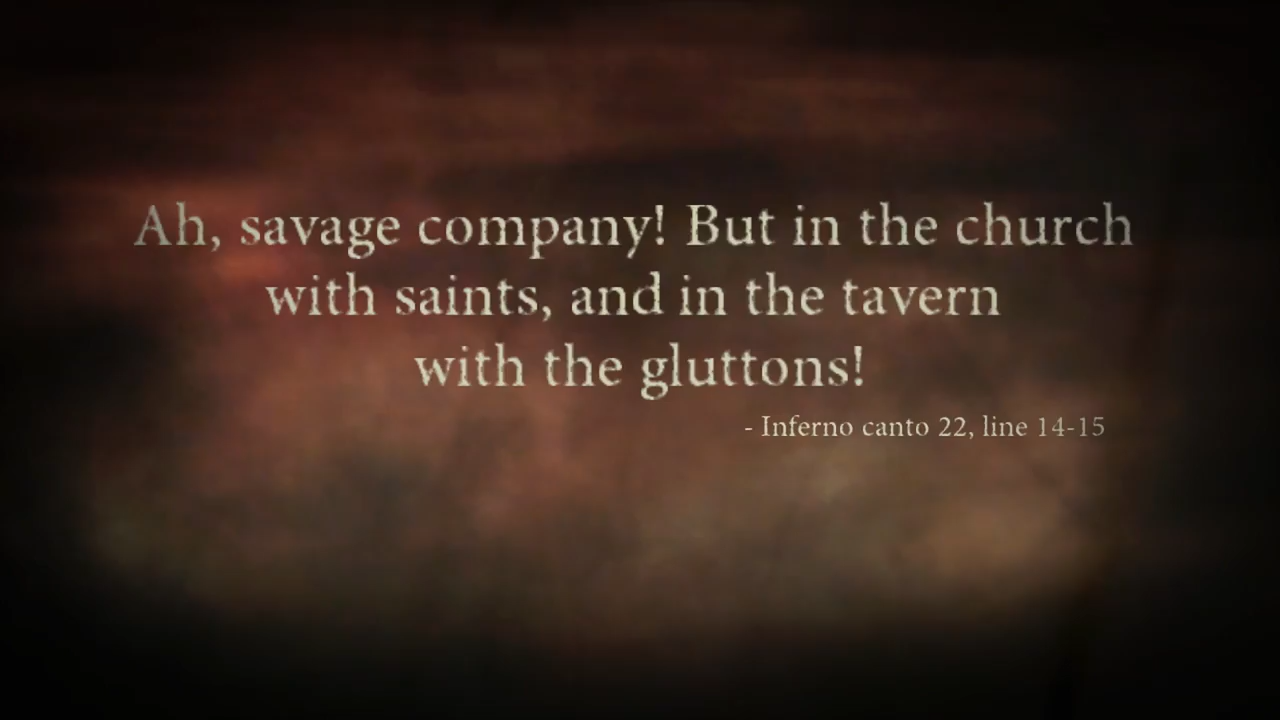 Ah, savage company! But in the church
with saints, and in the tavern
with the gluttons!
- Inferno canto 22, line 14-15